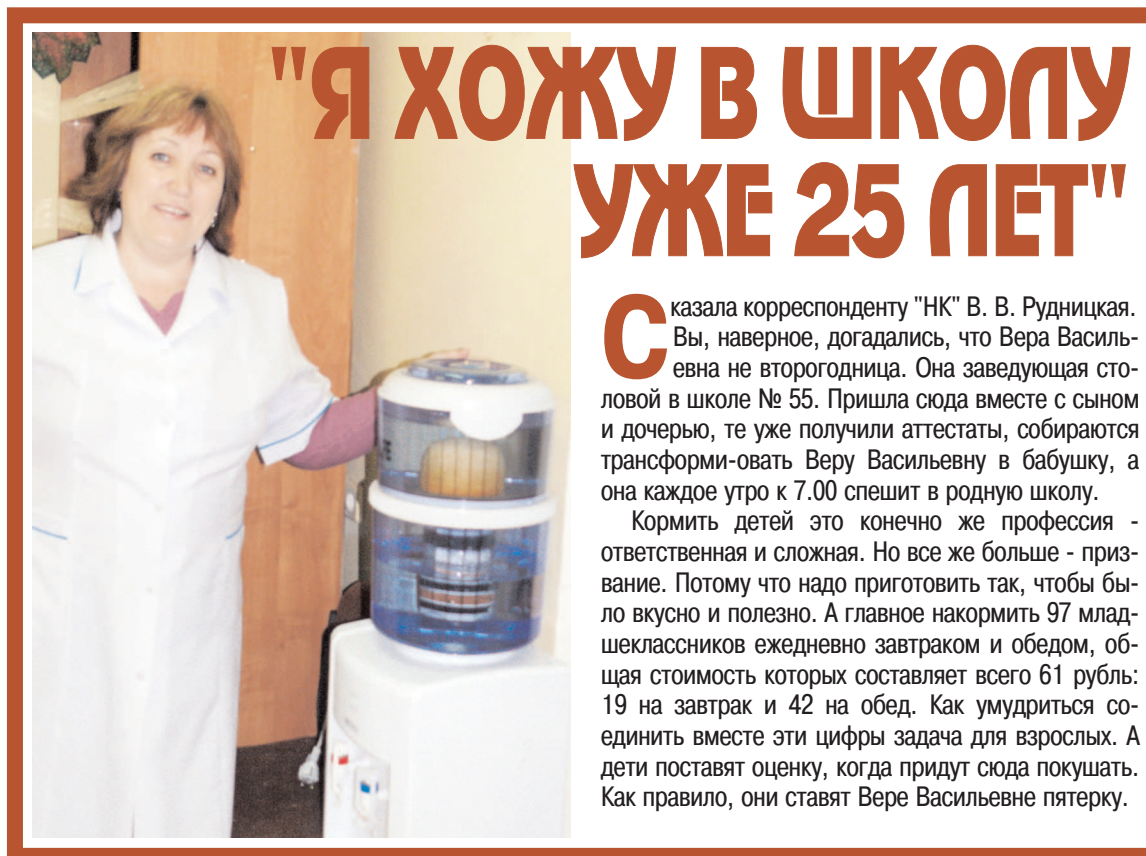 "Я ХОЖУ В ШКОЛУ
УЖЕ 25 ЛЕТ"
Сказала корреспонденту "НК" В. В. Рудницкая.
Вы, наверное, догадались, что Вера Василь-
евна не второгодница. Она заведующая сто-
ловой в школе № 55. Пришла сюда вместе с сыном
и дочерью, те уже получили аттестаты, собираются
трансформи-овать Веру Васильевну в бабушку, а
она каждое утро к 7.00 спешит в родную школу.
Кормить детей это конечно же профессия -
ответственная и сложная. Но все же больше - приз-
вание. Потому что надо приготовить так, чтобы бы-
ло вкусно и полезно. А главное накормить 97 млад-
шеклассников ежедневно завтраком и обедом, об-
щая стоимость которых составляет всего 61 рубль:
19 на завтрак и 42 на обед. Как умудриться со-
единить вместе эти цифры задача для взрослых. А
дети поставят оценку, когда придут сюда покушать.
Как правило, они ставят Вере Васильевне пятерку.